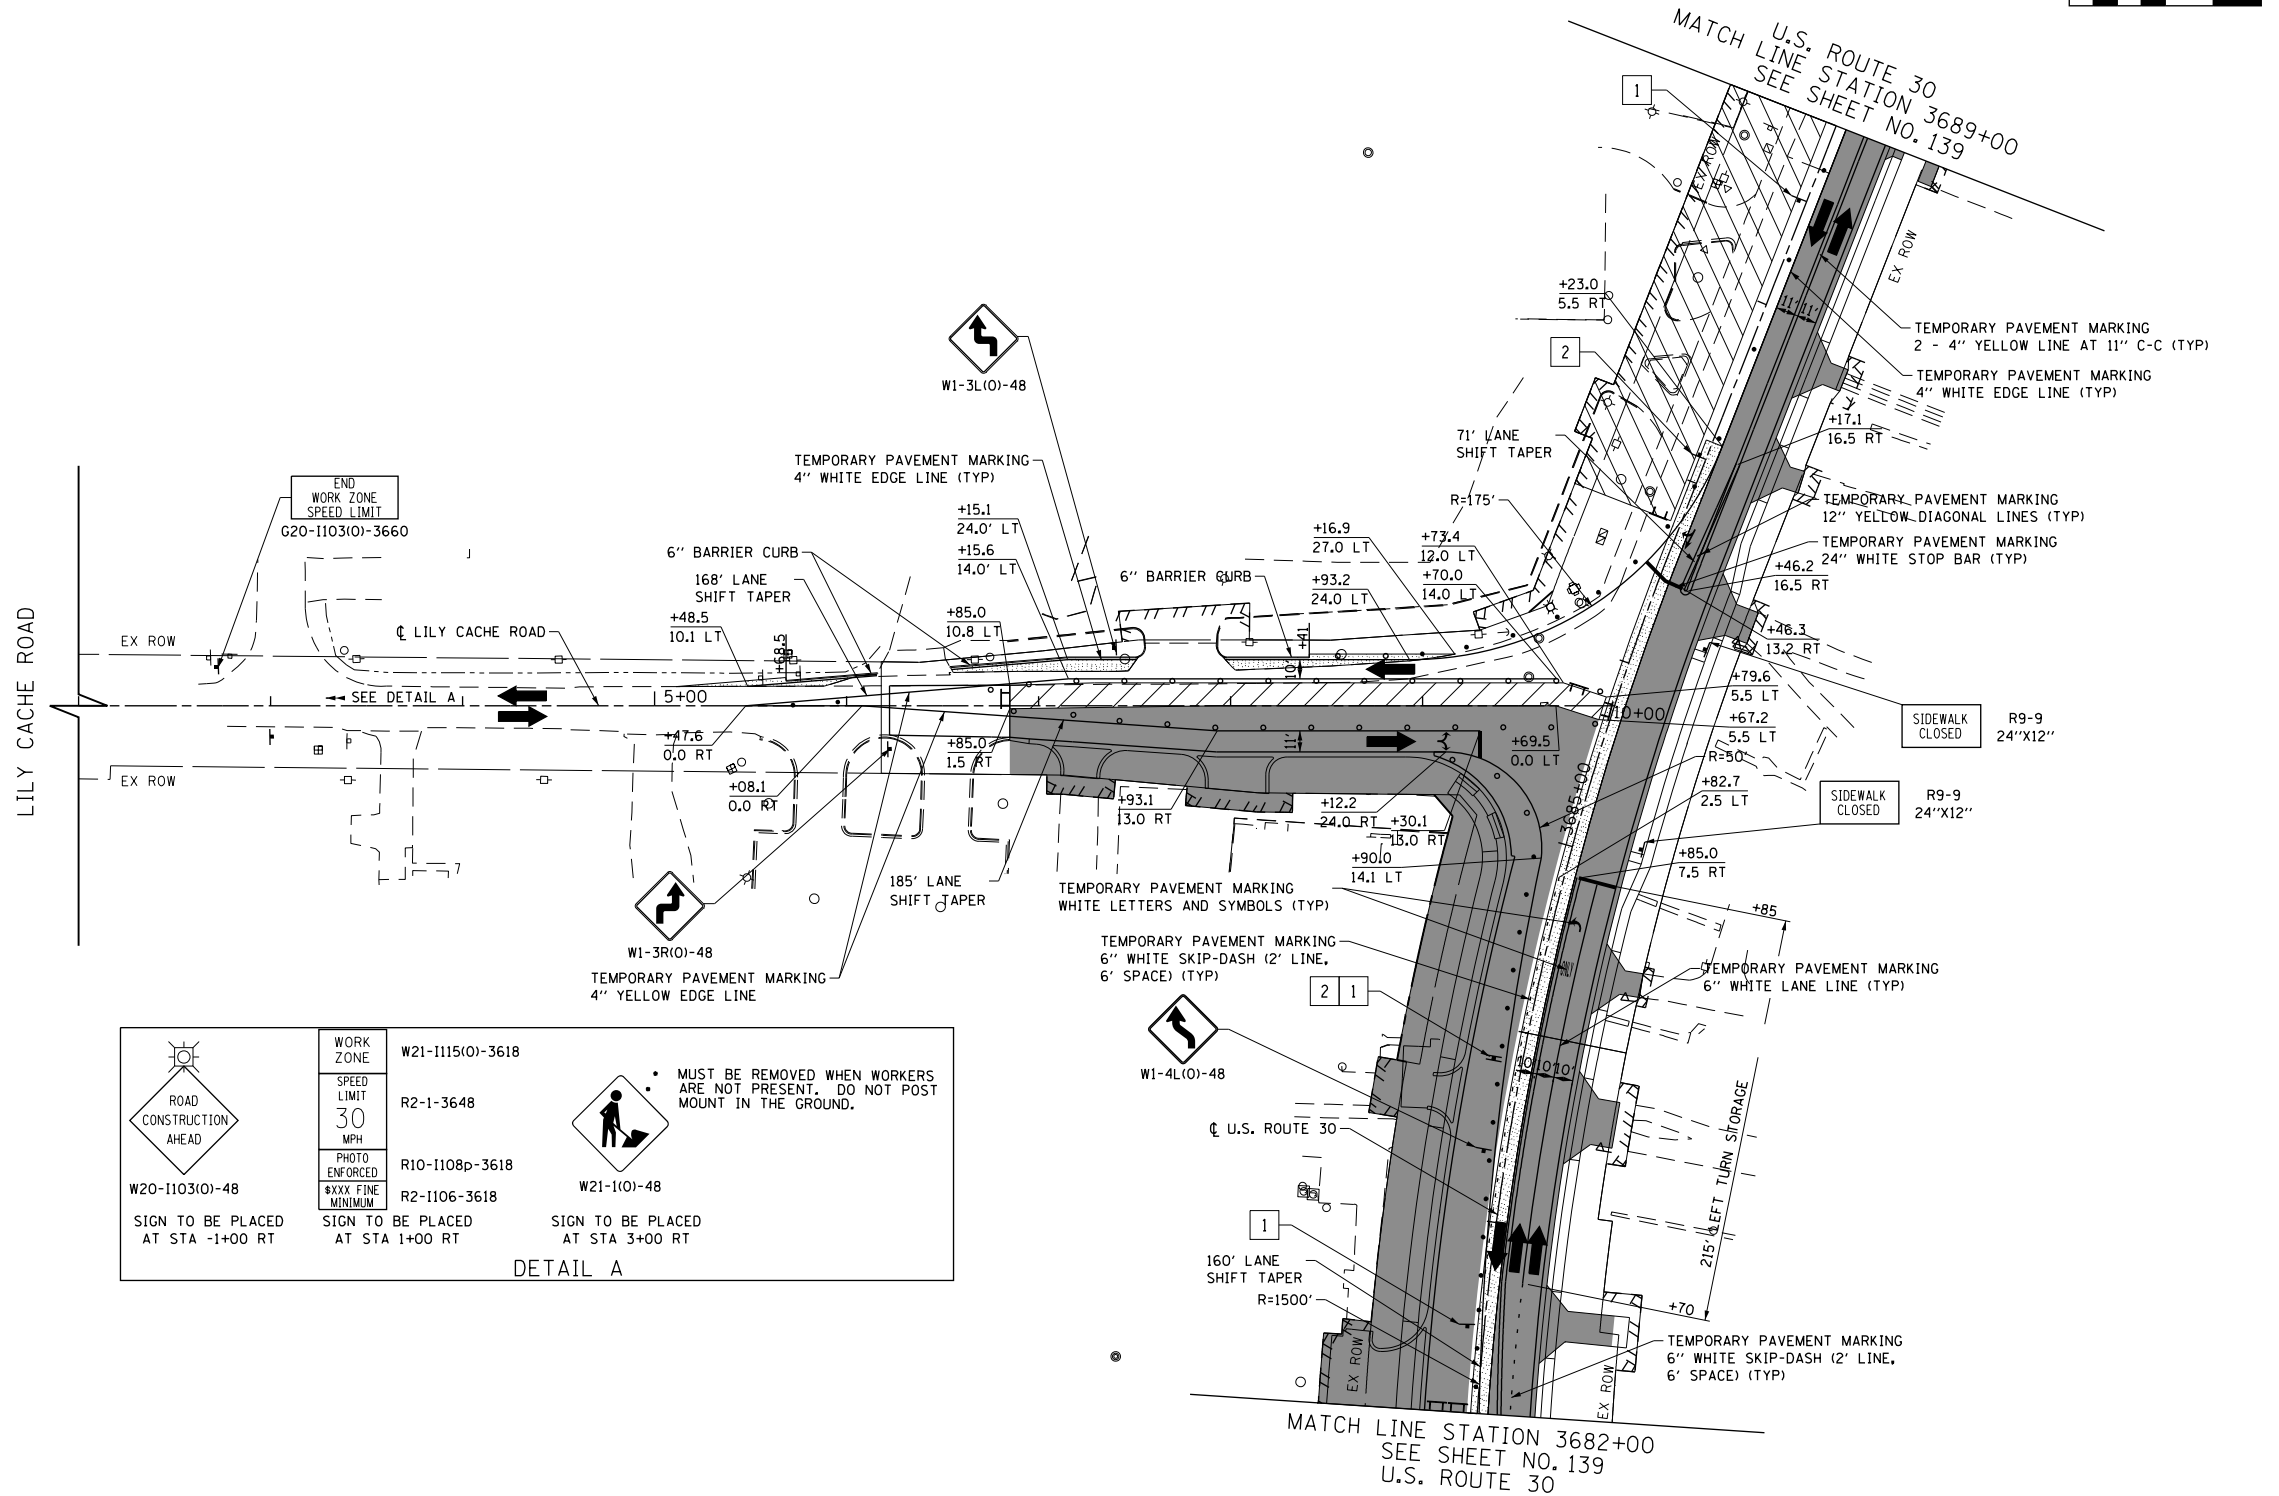 U.S. ROUTE 30
MATCH LINE STATION 3689+00
SEE SHEET NO. 139
1
EX ROW
EX ROW
+23.0
5.5 RT
2
11'
11'
TEMPORARY PAVEMENT MARKING
2 - 4" YELLOW LINE AT 11" C-C (TYP)
TEMPORARY PAVEMENT MARKING
4" WHITE EDGE LINE (TYP)
+17.1
16.5 RT
W1-3L(O)-48
71' LANE
SHIFT TAPER
TEMPORARY PAVEMENT MARKING
4" WHITE EDGE LINE (TYP)
END
WORK ZONE
SPEED LIMIT
G20-I103(O)-3660
R=175'
TEMPORARY PAVEMENT MARKING
12" YELLOW DIAGONAL LINES (TYP)
TEMPORARY PAVEMENT MARKING
24" WHITE STOP BAR (TYP)
+15.1
24.0' LT
+15.6
14.0' LT
+16.9
27.0 LT
+73.4
12.0 LT
+70.0
14.0 LT
+93.2
24.0 LT
+46.2
16.5 RT
6" BARRIER CURB
168' LANE
SHIFT TAPER
6" BARRIER CURB
+48.5
10.1 LT
+68.5
+85.0
10.8 LT
+41
10'
+46.3
13.2 RT
LILY CACHE ROAD
EX ROW
℄ LILY CACHE ROAD
SEE DETAIL A
5+00
10+00
+79.6
5.5 LT
+67.2
5.5 LT
SIDEWALK
CLOSED
R9-9
24"X12"
+47.6
0.0 RT
+85.0
1.5 RT
11'
+69.5
0.0 LT
R=50'
EX ROW
+08.1
0.0 RT
+93.1
13.0 RT
+12.2
24.0 RT
+30.1
13.0 RT
3685+00
+82.7
2.5 LT
SIDEWALK
CLOSED
R9-9
24"X12"
+90.0
14.1 LT
+85.0
7.5 RT
185' LANE
SHIFT TAPER
TEMPORARY PAVEMENT MARKING
WHITE LETTERS AND SYMBOLS (TYP)
+85
W1-3R(O)-48
TEMPORARY PAVEMENT MARKING
4" YELLOW EDGE LINE
TEMPORARY PAVEMENT MARKING
6" WHITE SKIP-DASH (2' LINE,
6' SPACE) (TYP)
ONLY
TEMPORARY PAVEMENT MARKING
6" WHITE LANE LINE (TYP)
2 1
W1-4L(O)-48
10'
10'
10'
℄ U.S. ROUTE 30
215' LEFT TURN STORAGE
1
160' LANE
SHIFT TAPER
R=1500'
+70
TEMPORARY PAVEMENT MARKING
6" WHITE SKIP-DASH (2' LINE,
6' SPACE) (TYP)
EX ROW
EX ROW
ROAD
CONSTRUCTION
AHEAD
W20-I103(O)-48
SIGN TO BE PLACED
AT STA -1+00 RT
WORK
ZONE
W21-I115(O)-3618
SPEED
LIMIT
30
MPH
R2-1-3648
PHOTO
ENFORCED
R10-I108p-3618
$XXX FINE
MINIMUM
R2-I106-3618
SIGN TO BE PLACED
AT STA 1+00 RT
MUST BE REMOVED WHEN WORKERS
ARE NOT PRESENT. DO NOT POST
MOUNT IN THE GROUND.
W21-1(O)-48
SIGN TO BE PLACED
AT STA 3+00 RT
DETAIL A
MATCH LINE STATION 3682+00
SEE SHEET NO. 139
U.S. ROUTE 30